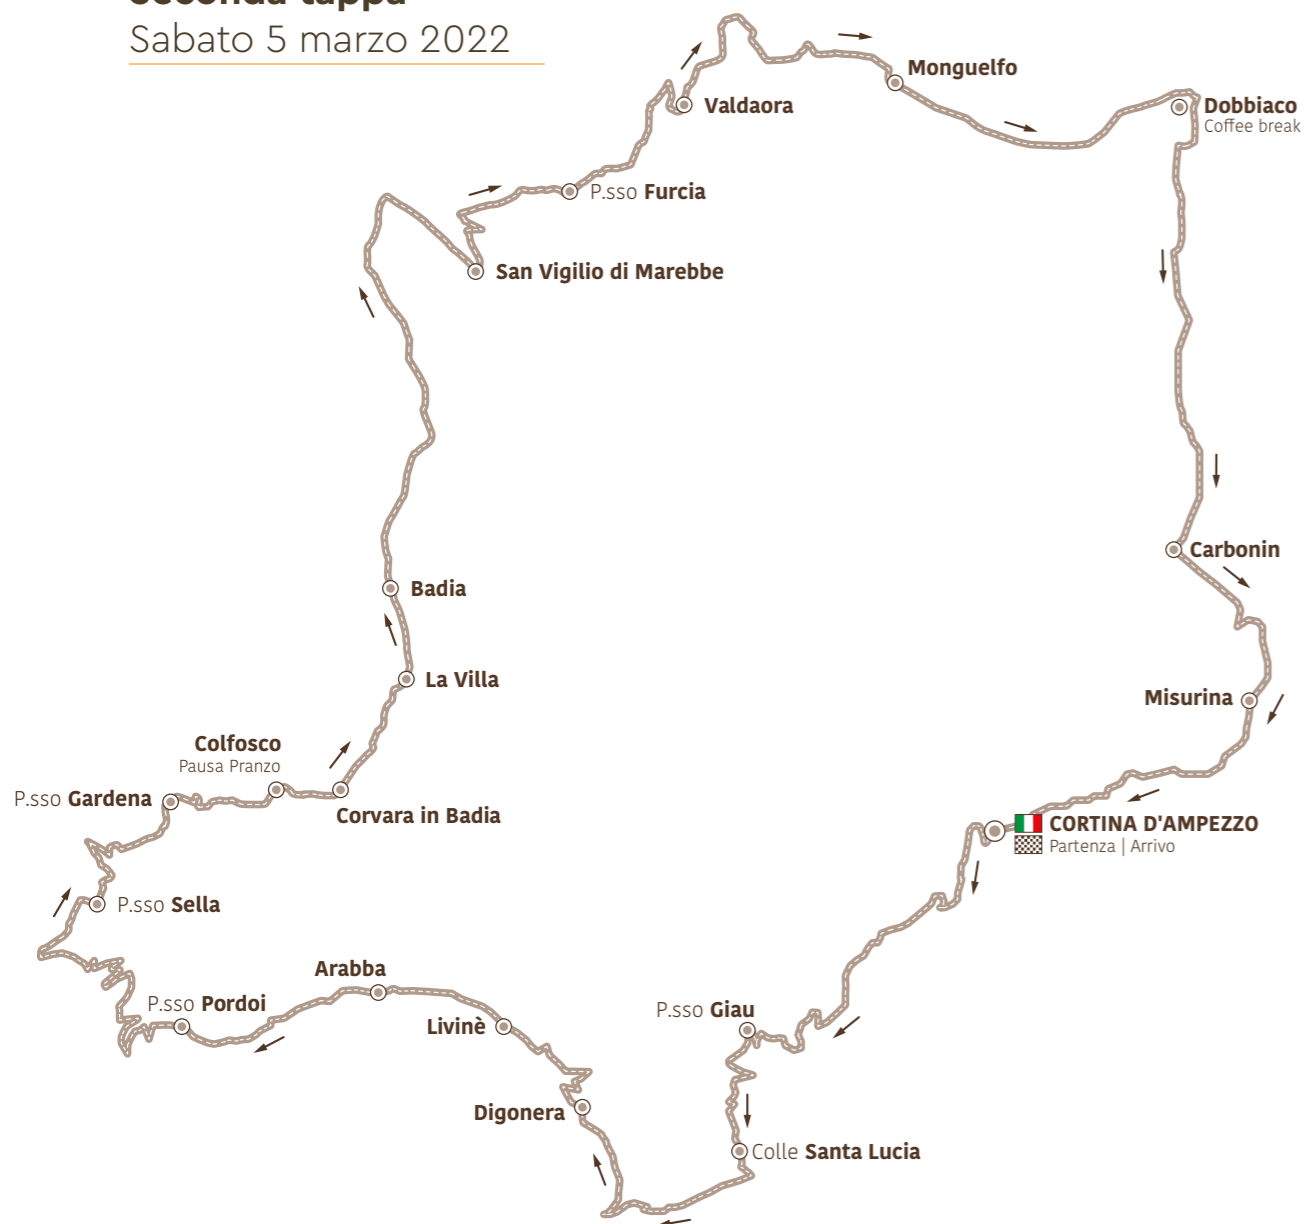 seconda tappa
Sabato 5 marzo 2022
Monguelfo
Valdaora
Dobbiaco
Coffee break
P.sso Furcia
San Vigilio di Marebbe
Carbonin
Badia
La Villa
Misurina
Colfosco
Pausa Pranzo
P.sso Gardena
Corvara in Badia
CORTINA D'AMPEZZO
Partenza | Arrivo
P.sso Sella
Arabba
P.sso Pordoi
P.sso Giau
Livinè
Digonera
Colle Santa Lucia